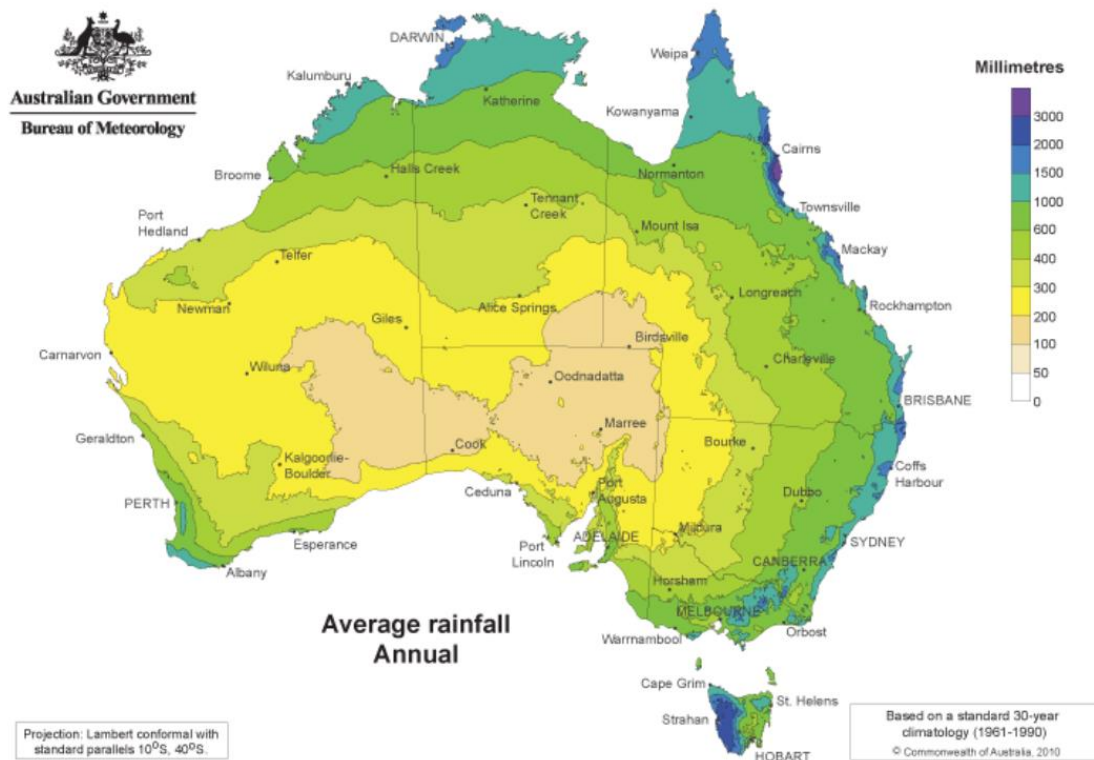 Australian Government
Bureau of Meteorology
DARWIN
Weipa
Kalumburu
Katherine
Kowanyama
Cairns
Broome
Halls Creek
Normanton
Port
Hedland
Tennant
Creek
Townsville
Mount Isa
Mackay
Telfer
Newman
Alice Springs
Longreach
Rockhampton
Giles
Birdsville
Carnarvon
Wiluna
Oodnadatta
Charleville
BRISBANE
Geraldton
Marree
Cook
Bourke
Kalgoorlie-
Boulder
Coffs
Harbour
Ceduna
Port
Augusta
Dubbo
PERTH
Esperance
Port
Lincoln
ADELAIDE
Mildura
SYDNEY
Albany
CANBERRA
Horsham
MELBOURNE
Warrnambool
Orbost
Cape Grim
St. Helens
Strahan
HOBART
Millimetres
3000
2000
1500
1000
600
400
300
200
100
50
0
Average rainfall
Annual
Projection: Lambert conformal with
standard parallels 10°S, 40°S.
Based on a standard 30-year
climatology (1961-1990)
© Commonwealth of Australia, 2010